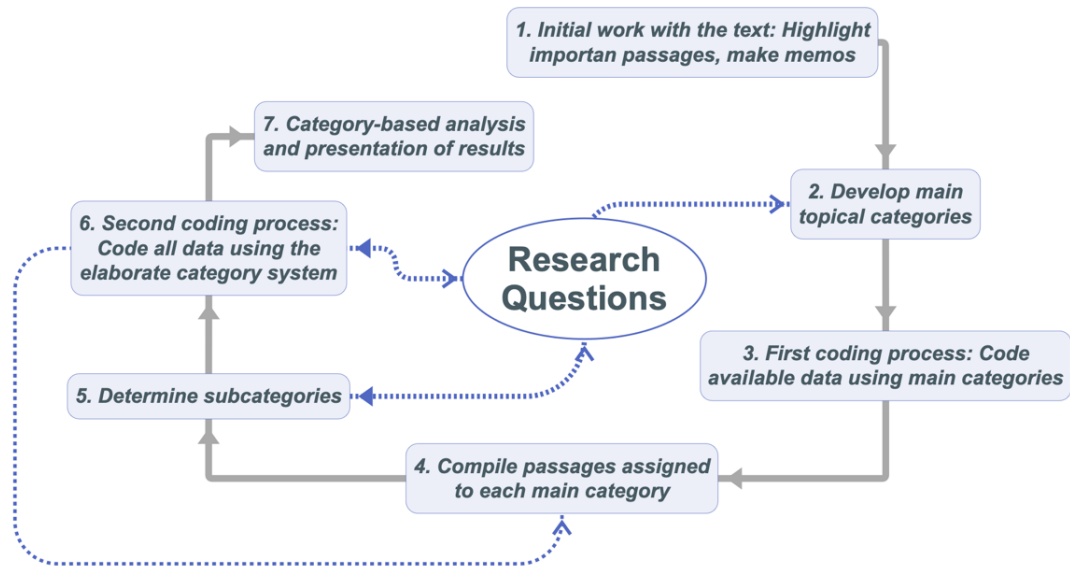 1. Initial work with the text: Highlight
importan passages, make memos
7. Category-based analysis
and presentation of results
2. Develop main
topical categories
6. Second coding process:
Code all data using the
elaborate category system
Research
Questions
3. First coding process: Code
available data using main categories
5. Determine subcategories
4. Compile passages assigned
to each main category